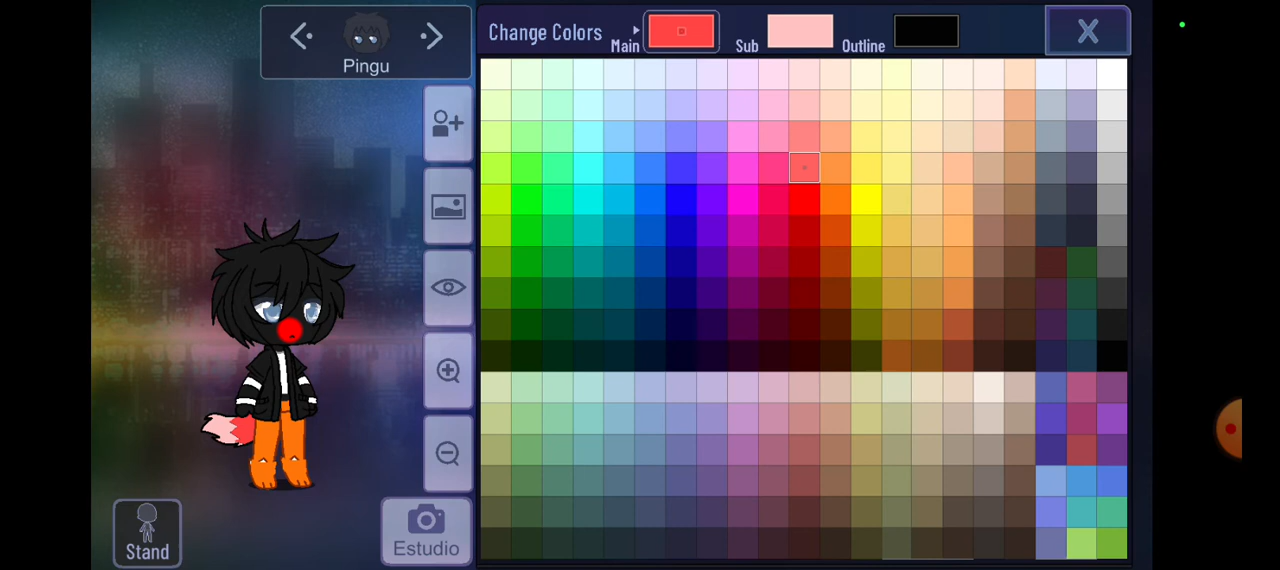 Pingu
Change Colors
Main
Sub
Outline
X
Stand
Estudio